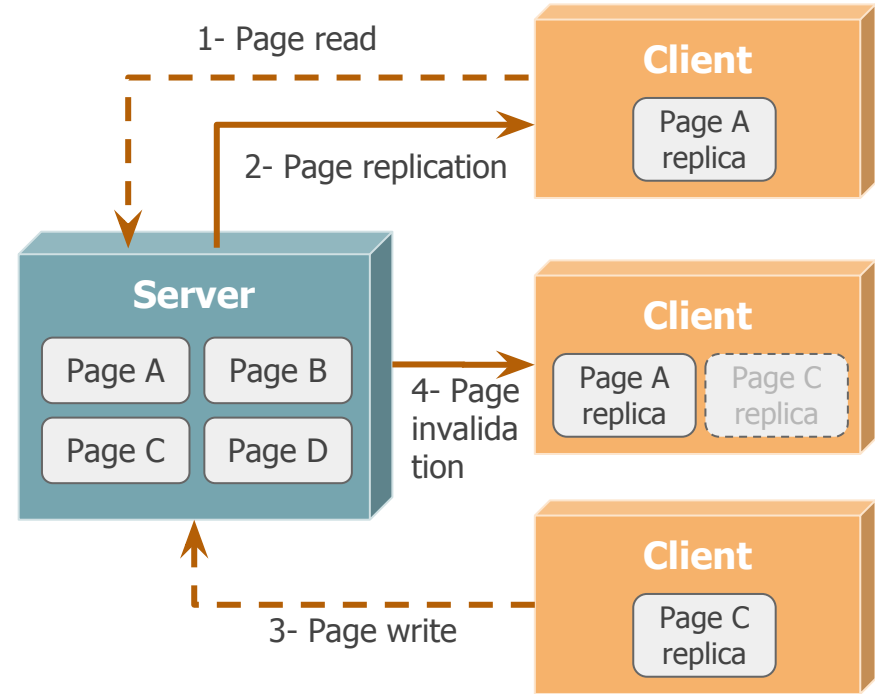 1- Page read
Client
Page A
replica
2- Page replication
Server
Page A
Page B
Page C
Page D
4- Page
invalida
tion
Client
Page A
replica
Page C
replica
3- Page write
Client
Page C
replica